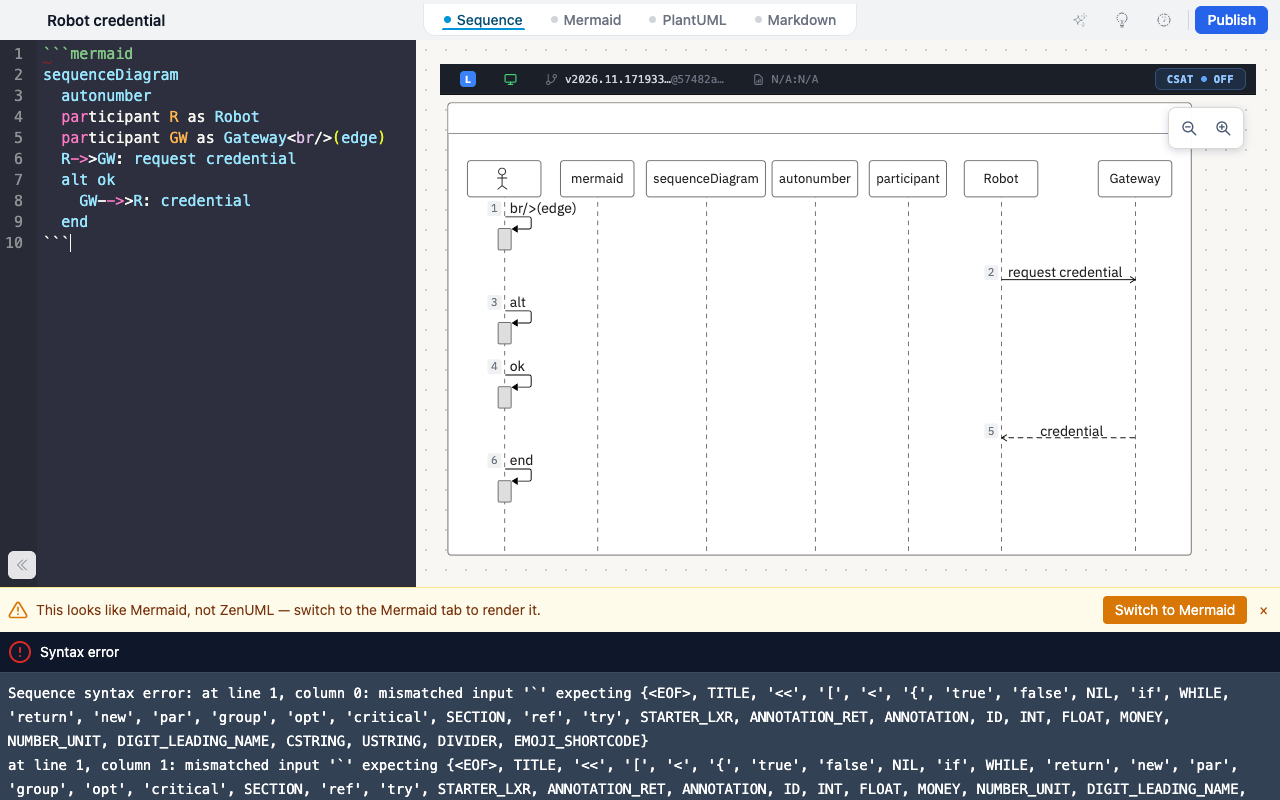 Robot credential
Sequence
Mermaid
PlantUML
Markdown
Publish
1 ```mermaid
2 sequenceDiagram
3 autonumber
4 participant R as Robot
5 participant GW as Gateway<br/>(edge)
6 R->>GW: request credential
7 alt ok
8 GW-->>R: credential
9 end
10 ```
L v2026.11.171933…@57482a… N/A:N/A CSAT OFF
mermaid sequenceDiagram autonumber participant Robot Gateway
1 br/>(edge)
2 request credential
3 alt
4 ok
5 credential
6 end
This looks like Mermaid, not ZenUML — switch to the Mermaid tab to render it.
Switch to Mermaid ×
Syntax error
Sequence syntax error: at line 1, column 0: mismatched input '`' expecting {<EOF>, TITLE, '<<', '[', '<', '{', 'true', 'false', NIL, 'if', WHILE,
'return', 'new', 'par', 'group', 'opt', 'critical', SECTION, 'ref', 'try', STARTER_LXR, ANNOTATION_RET, ANNOTATION, ID, INT, FLOAT, MONEY,
NUMBER_UNIT, DIGIT_LEADING_NAME, CSTRING, USTRING, DIVIDER, EMOJI_SHORTCODE}
at line 1, column 1: mismatched input '`' expecting {<EOF>, TITLE, '<<', '[', '<', '{', 'true', 'false', NIL, 'if', WHILE, 'return', 'new', 'par',
'group', 'opt', 'critical', SECTION, 'ref', 'try', STARTER_LXR, ANNOTATION_RET, ANNOTATION, ID, INT, FLOAT, MONEY, NUMBER_UNIT, DIGIT_LEADING_NAME,